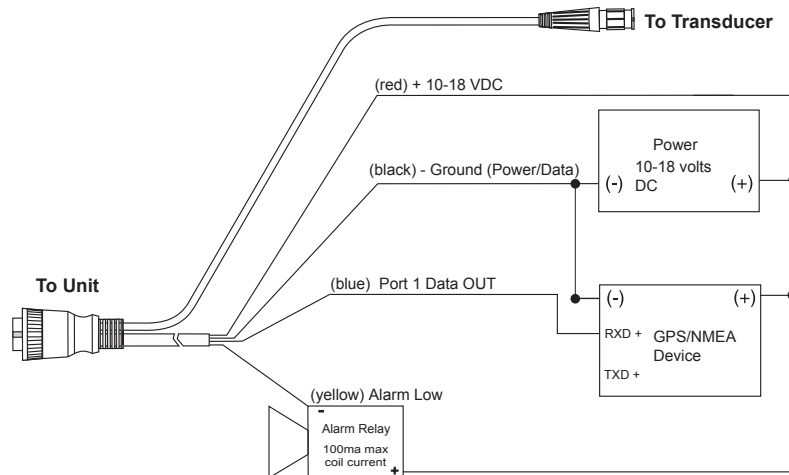 To Transducer
(red) + 10-18 VDC
Power
10-18 volts
DC
(-)
(+)
(black) - Ground (Power/Data)
To Unit
(blue) Port 1 Data OUT
(-)
(+)
RXD +
GPS/NMEA
Device
TXD +
(yellow) Alarm Low
-
Alarm Relay
100ma max
coil current
+